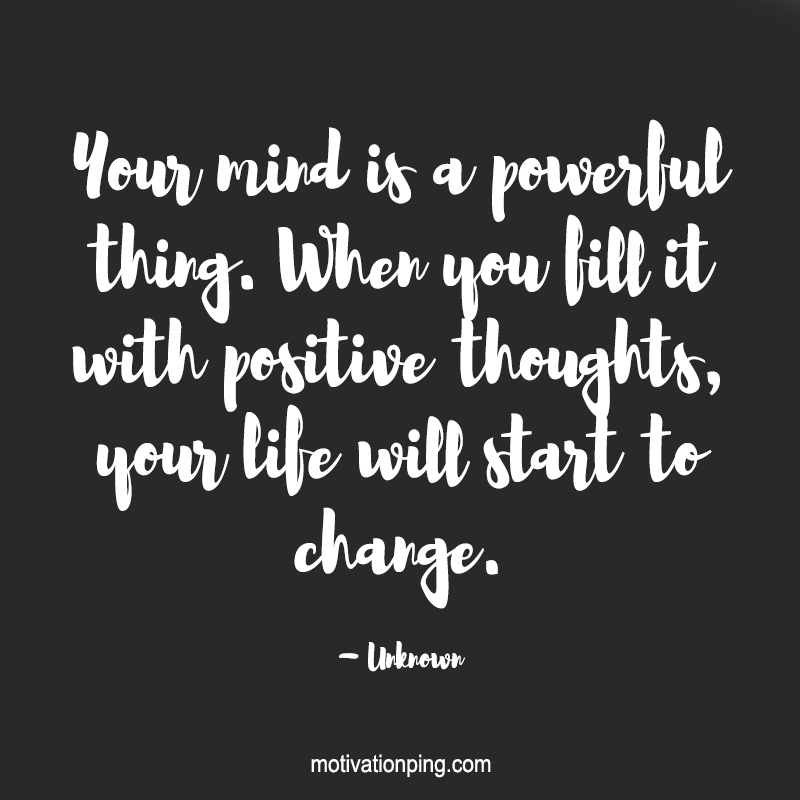 Your mind is a powerful
thing. When you fill it
with positive thoughts,
your life will start to
change.
– Unknown
motivationping.com